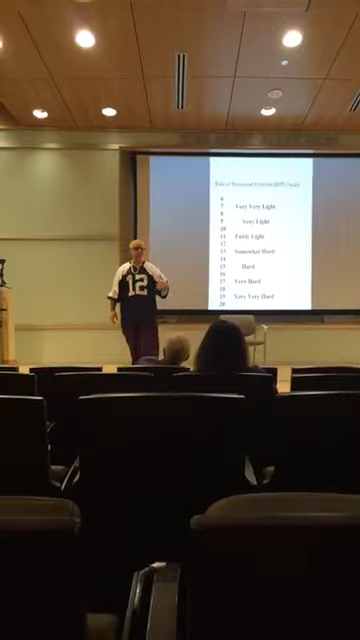 Rate of Perceived Exertion (RPE) Scale
6
7 Very Very Light
8
9 Very Light
10
11 Fairly Light
12
13 Somewhat Hard
14
15 Hard
16
17 Very Hard
18
19 Very Very Hard
20
12